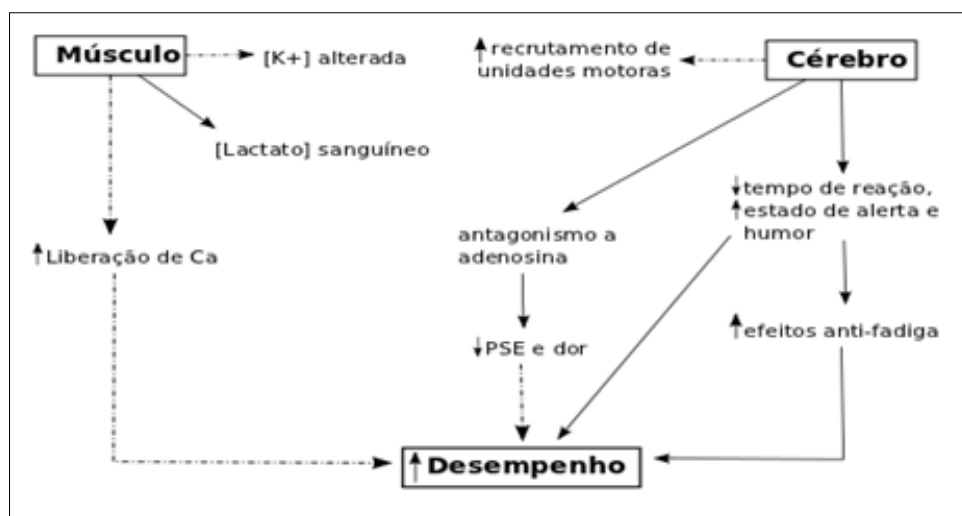 Músculo
[K+] alterada
[Lactato] sanguíneo
↑Liberação de Ca
↑recrutamento de
unidades motoras
Cérebro
antagonismo a
adenosina
↓PSE e dor
↓tempo de reação,
↑estado de alerta e
humor
↑efeitos anti-fadiga
↑Desempenho